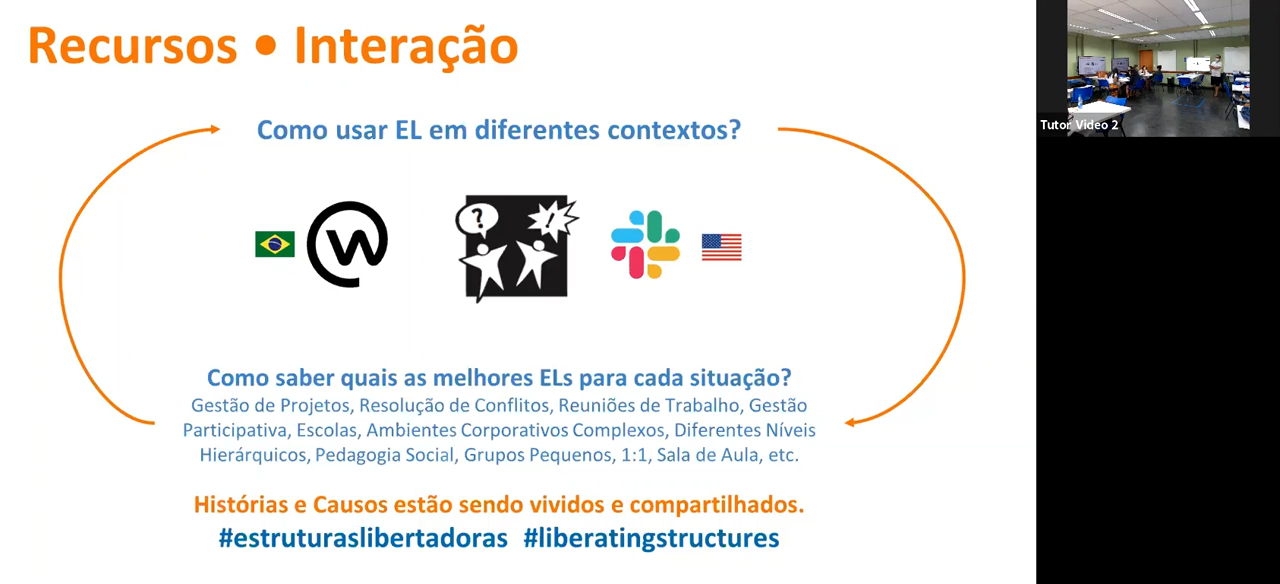 Recursos • Interação
Tutor Video 2
Como usar EL em diferentes contextos?
?
!
W
Como saber quais as melhores ELs para cada situação?
Gestão de Projetos, Resolução de Conflitos, Reuniões de Trabalho, Gestão
Participativa, Escolas, Ambientes Corporativos Complexos, Diferentes Níveis
Hierárquicos, Pedagogia Social, Grupos Pequenos, 1:1, Sala de Aula, etc.
Histórias e Causos estão sendo vividos e compartilhados.
#estruturaslibertadoras #liberatingstructures